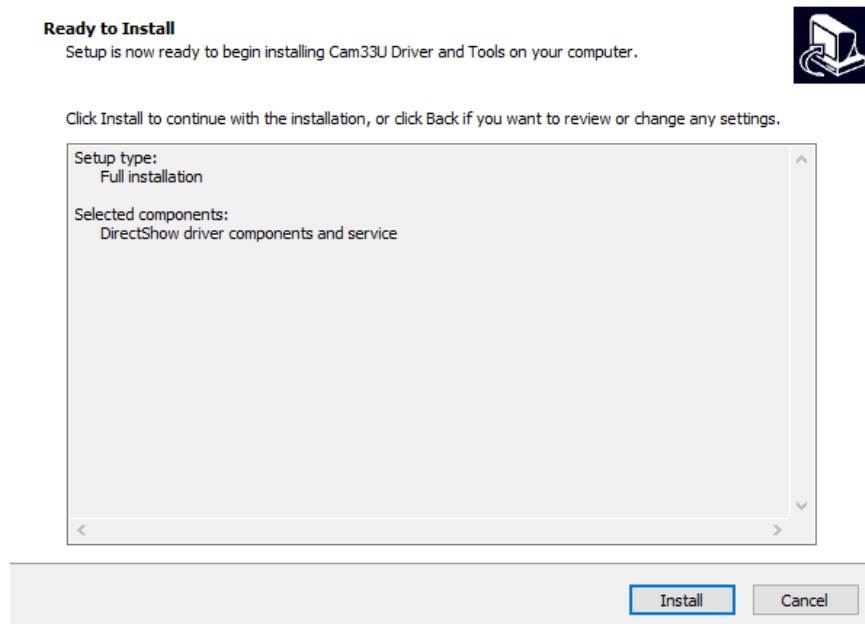 Ready to Install
Setup is now ready to begin installing Cam33U Driver and Tools on your computer.
Click Install to continue with the installation, or click Back if you want to review or change any settings.
Setup type:
Full installation
Selected components:
DirectShow driver components and service
Install
Cancel